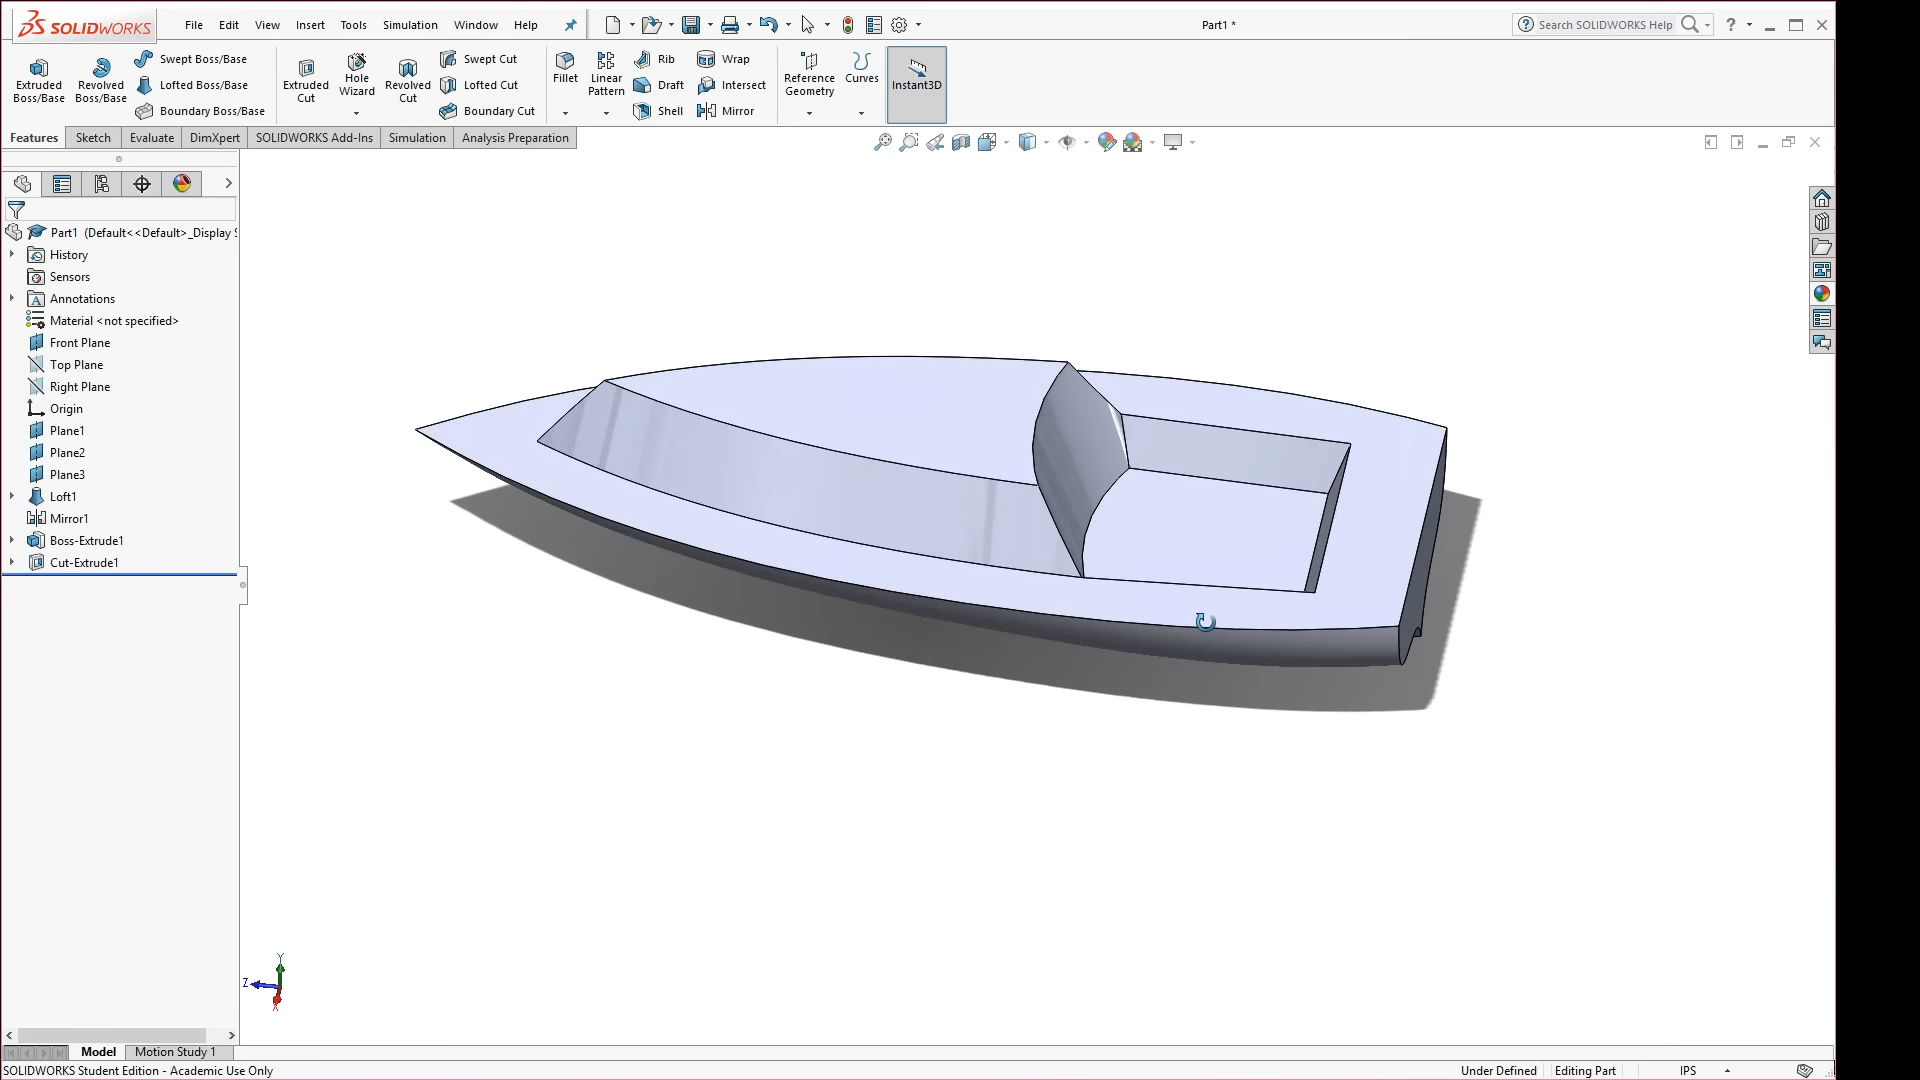 SOLIDWORKS File Edit View Insert Tools Simulation Window Help Part1 * Search SOLIDWORKS Help ?
Extruded Boss/Base
Revolved Boss/Base
Swept Boss/Base
Lofted Boss/Base
Boundary Boss/Base
Extruded Cut
Hole Wizard
Revolved Cut
Swept Cut
Lofted Cut
Boundary Cut
Fillet
Linear Pattern
Rib
Draft
Shell
Wrap
Intersect
Mirror
Reference Geometry
Curves
Instant3D
Features Sketch Evaluate DimXpert SOLIDWORKS Add-Ins Simulation Analysis Preparation
Part1 (Default<<Default>_Display S
History
Sensors
Annotations
Material <not specified>
Front Plane
Top Plane
Right Plane
Origin
Plane1
Plane2
Plane3
Loft1
Mirror1
Boss-Extrude1
Cut-Extrude1
Y
Z
X
Model Motion Study 1
SOLIDWORKS Student Edition - Academic Use Only Under Defined Editing Part IPS